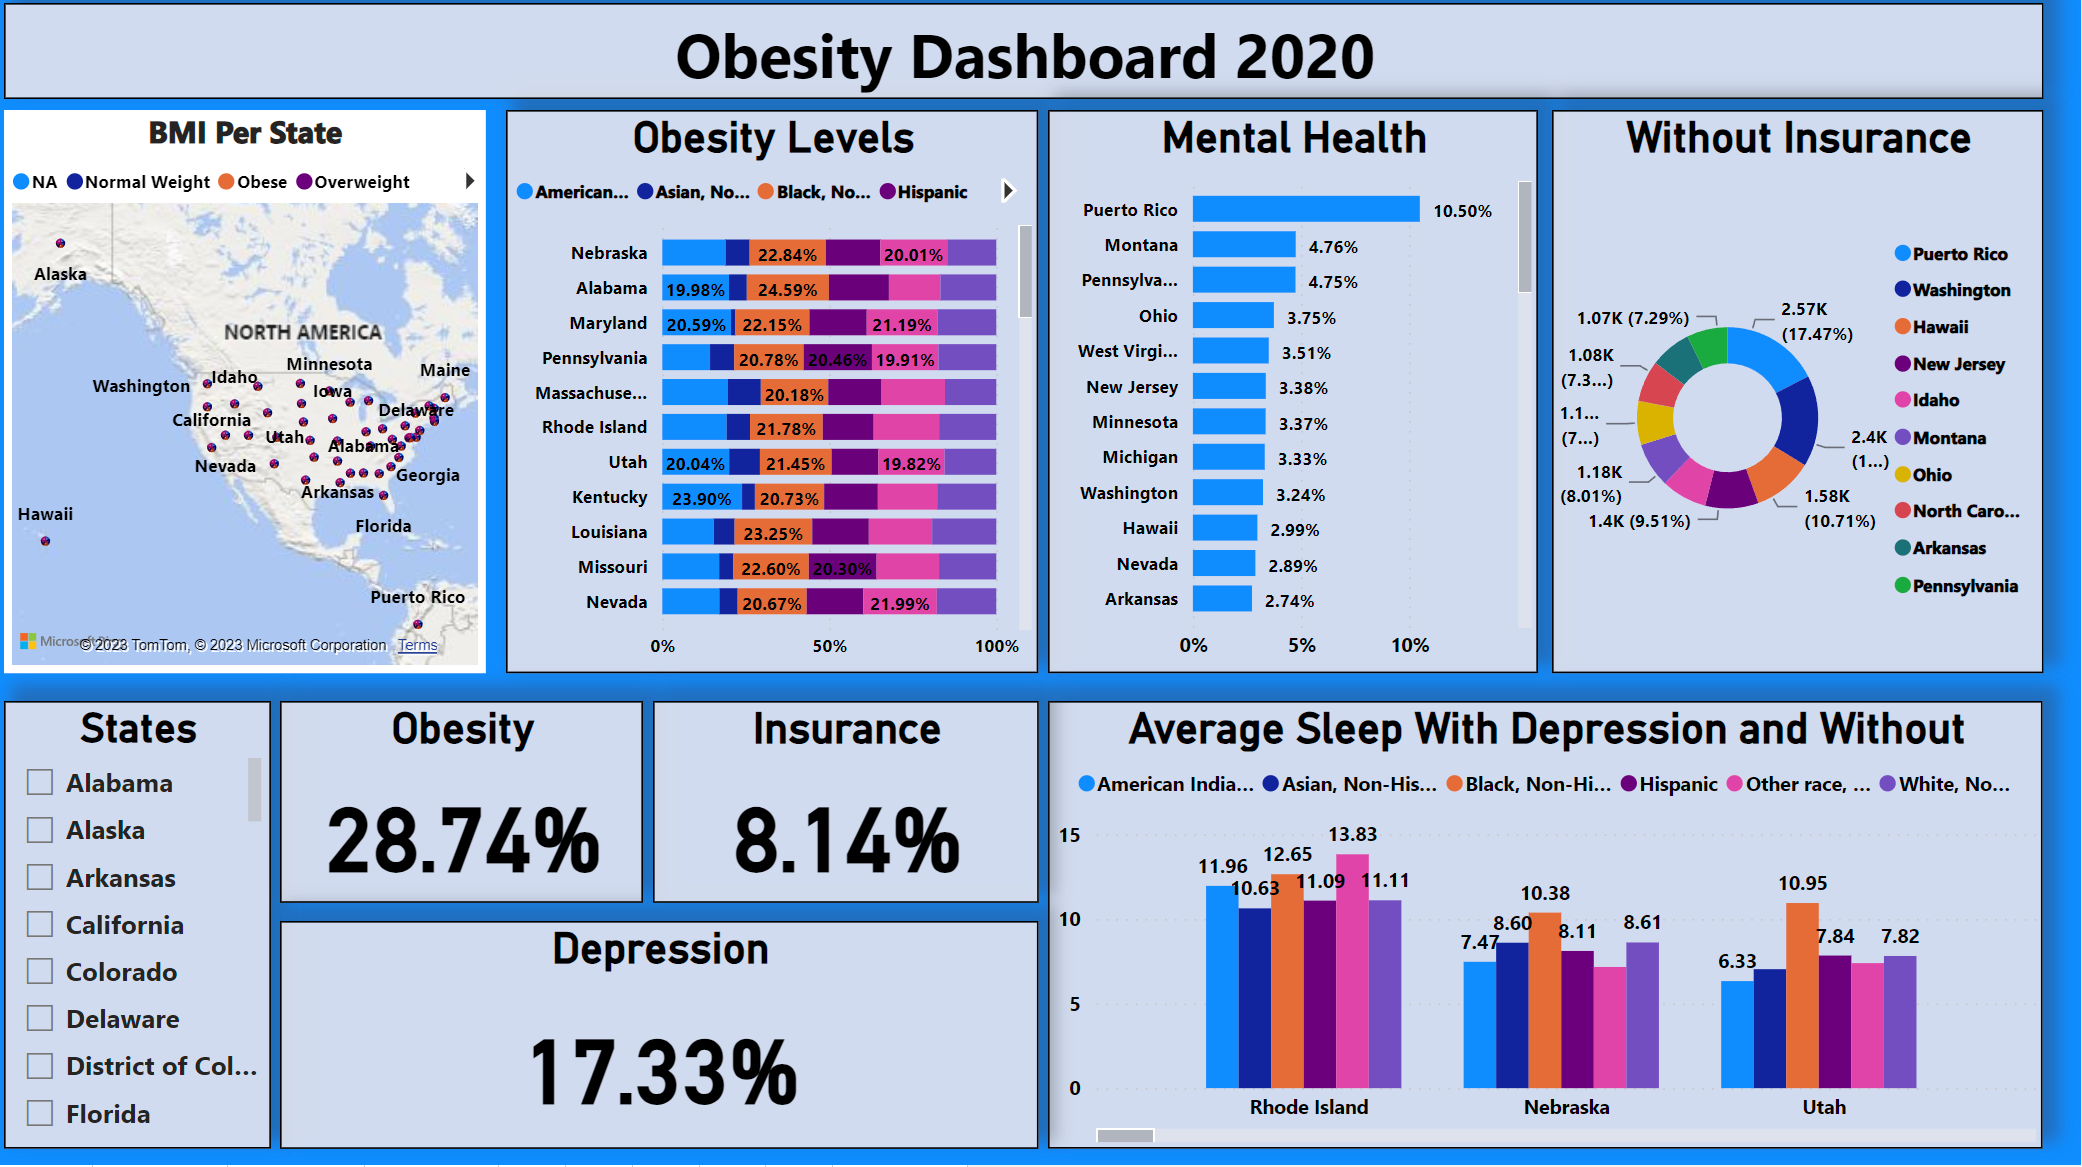 Obesity Dashboard 2020
BMI Per State
NA Normal Weight Obese Overweight
Alaska
NORTH AMERICA
Minnesota
Maine
Washington
Idaho
Iowa
Delaware
California
Utah
Alabama
Nevada
Georgia
Arkansas
Hawaii
Florida
Puerto Rico
© 2023 TomTom, © 2023 Microsoft Corporation Terms
Obesity Levels
American... Asian, No... Black, No... Hispanic
Nebraska 22.84% 20.01%
Alabama 19.98% 24.59%
Maryland 20.59% 22.15% 21.19%
Pennsylvania 20.78% 20.46% 19.91%
Massachuse... 20.18%
Rhode Island 21.78%
Utah 20.04% 21.45% 19.82%
Kentucky 23.90% 20.73%
Louisiana 23.25%
Missouri 22.60% 20.30%
Nevada 20.67% 21.99%
0% 50% 100%
Mental Health
Puerto Rico 10.50%
Montana 4.76%
Pennsylva... 4.75%
Ohio 3.75%
West Virgi... 3.51%
New Jersey 3.38%
Minnesota 3.37%
Michigan 3.33%
Washington 3.24%
Hawaii 2.99%
Nevada 2.89%
Arkansas 2.74%
0% 5% 10%
Without Insurance
2.57K
(17.47%)
2.4K
(1...)
1.58K
(10.71%)
1.4K (9.51%)
1.18K
(8.01%)
1.1...
(7...)
1.08K
(7.3...)
1.07K (7.29%)
Puerto Rico
Washington
Hawaii
New Jersey
Idaho
Montana
Ohio
North Caro...
Arkansas
Pennsylvania
States
Alabama
Alaska
Arkansas
California
Colorado
Delaware
District of Col...
Florida
Obesity
28.74%
Insurance
8.14%
Depression
17.33%
Average Sleep With Depression and Without
American India... Asian, Non-His... Black, Non-Hi... Hispanic Other race, ... White, No...
15
10
5
0
11.96 10.63 12.65 11.09 13.83 11.11
7.47 8.60 10.38 8.11 8.61
6.33 10.95 7.84 7.82
Rhode Island Nebraska Utah